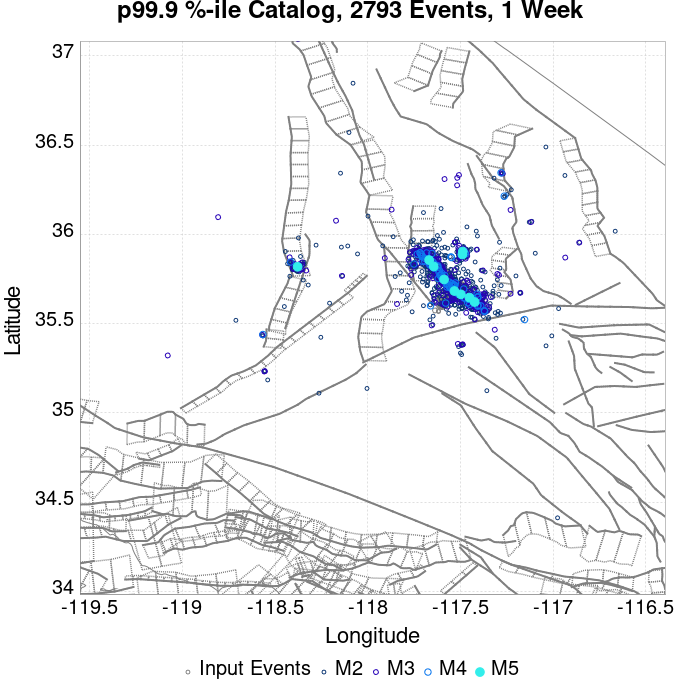 p99.9 %-ile Catalog, 2793 Events, 1 Week
37
36.5
36
35.5
35
34.5
34
Latitude
-119.5 -119 -118.5 -118 -117.5 -117 -116.5
Longitude
Input Events M2 M3 M4 M5